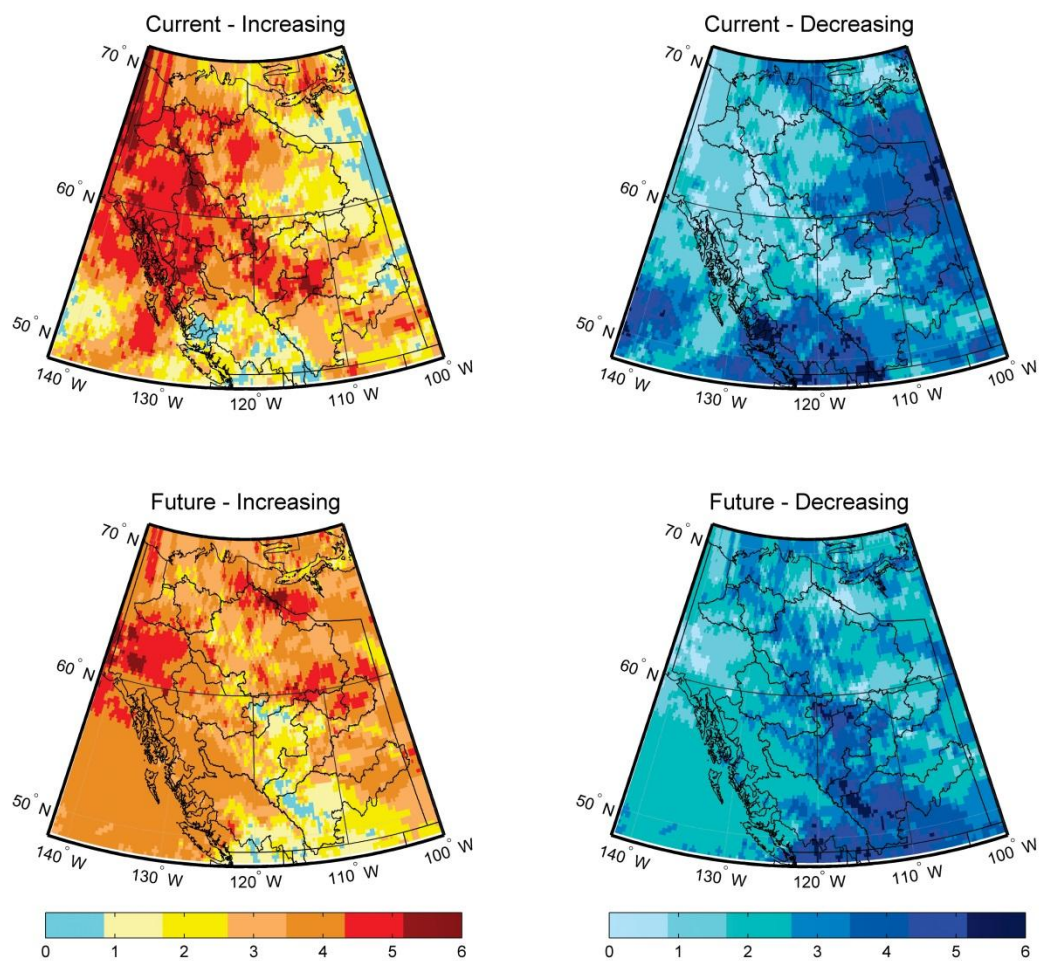 Current - Increasing
Current - Decreasing
70° N
60° N
50° N
140° W
130° W
120° W
110° W
100° W
70° N
60° N
50° N
140° W
130° W
120° W
110° W
100° W
Future - Increasing
Future - Decreasing
70° N
60° N
50° N
140° W
130° W
120° W
110° W
100° W
70° N
60° N
50° N
140° W
130° W
120° W
110° W
100° W
0 1 2 3 4 5 6
0 1 2 3 4 5 6